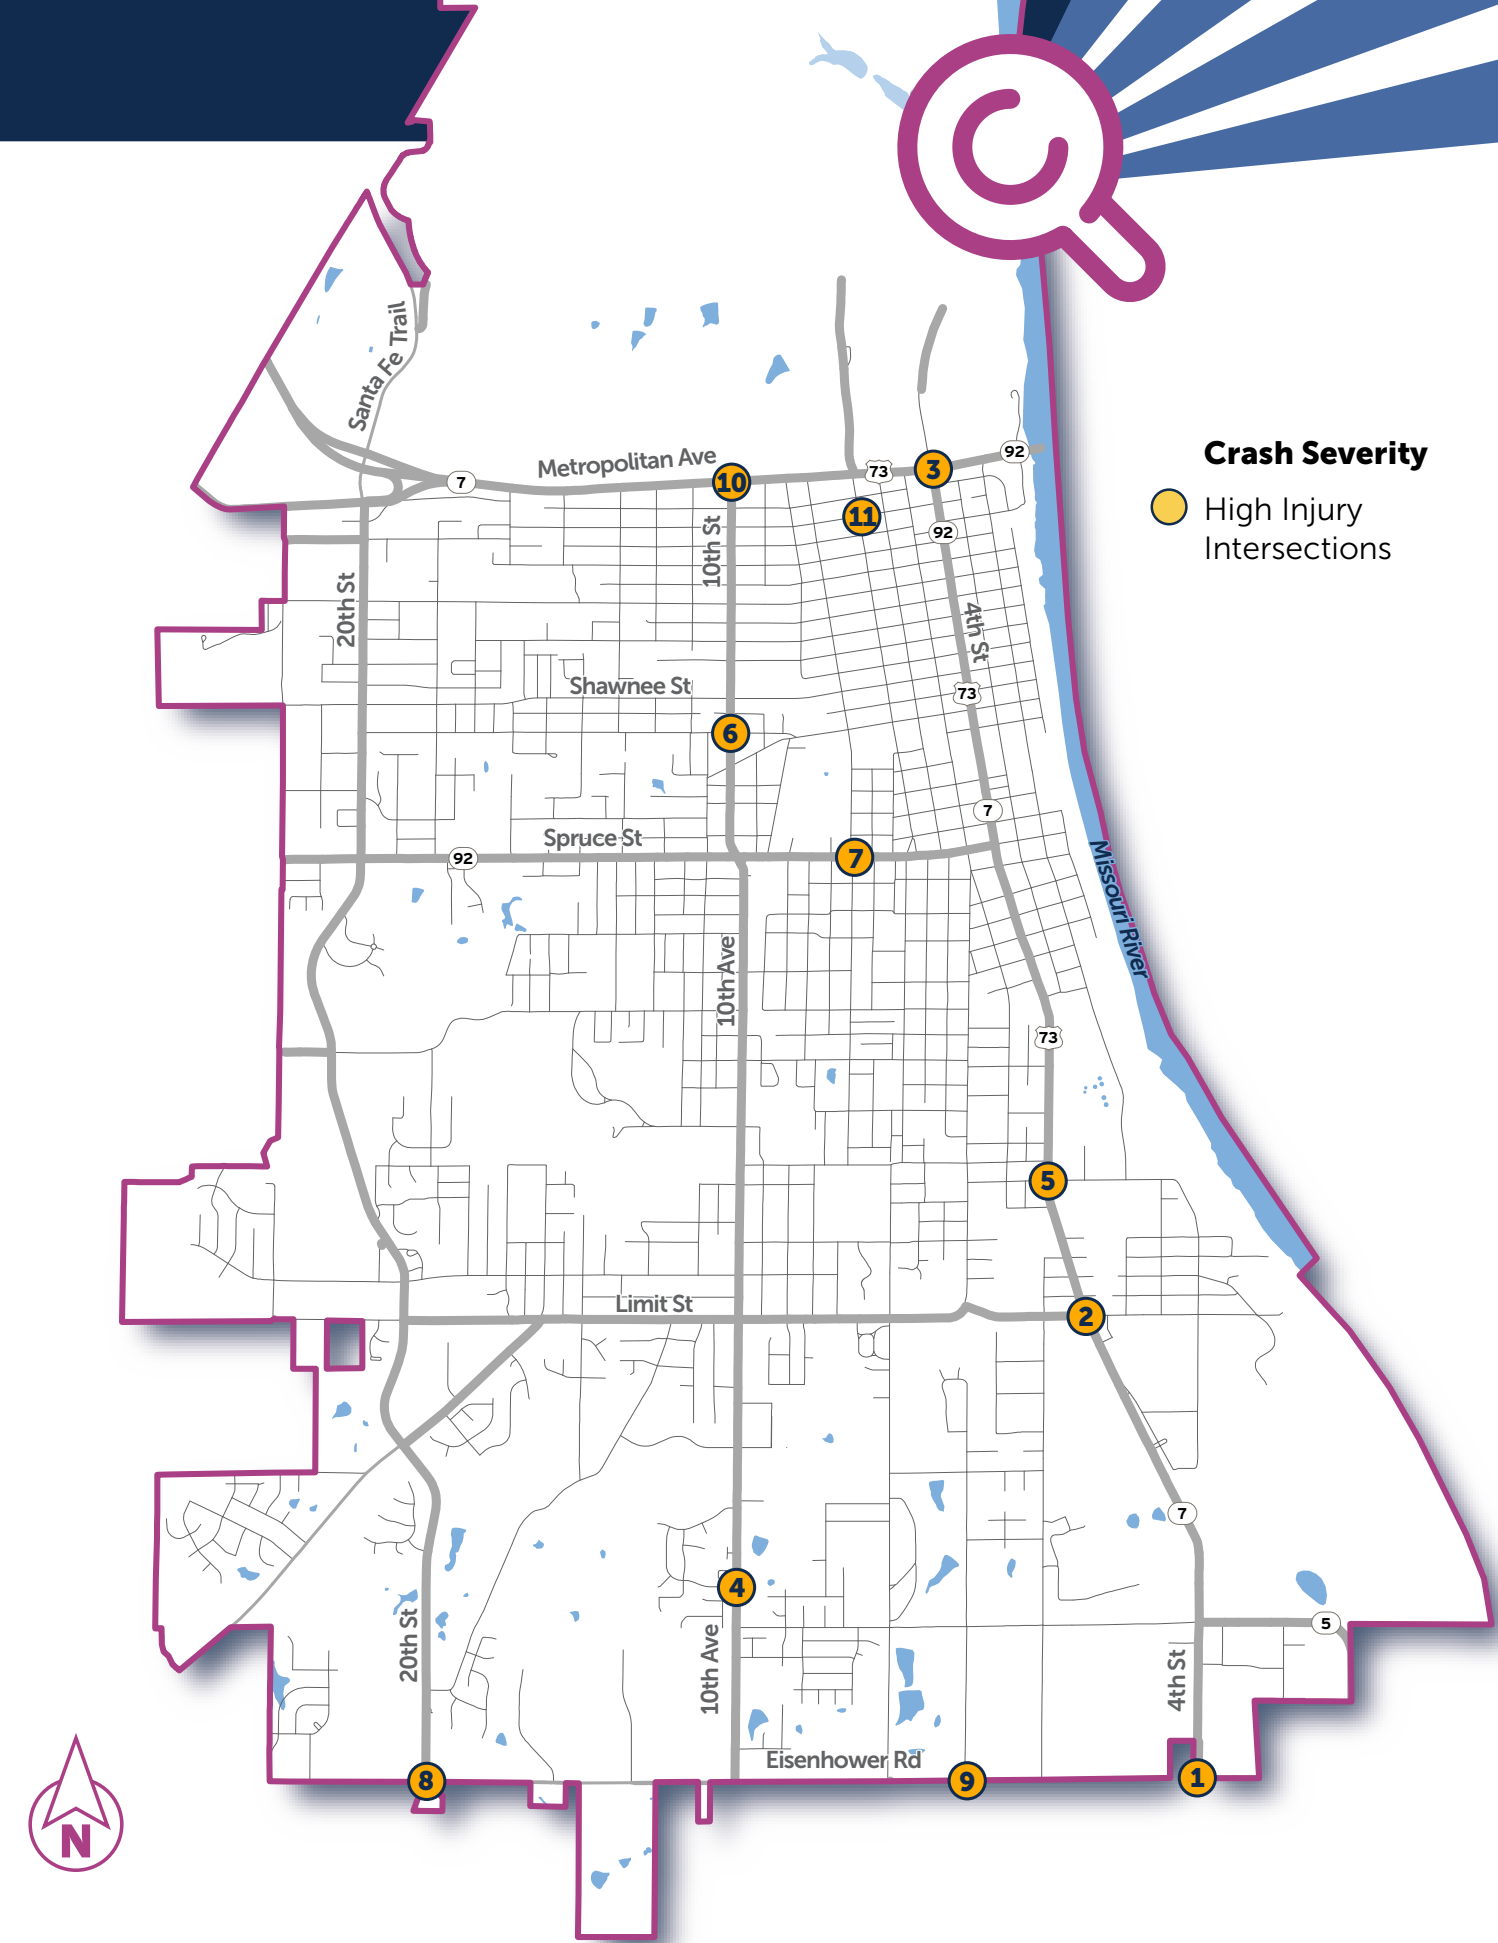 Santa Fe Trail
Metropolitan Ave
7
10
73
3
92
11
92
10th St
20th St
4th St
Shawnee St
73
6
7
Spruce St
92
7
Missouri River
10th Ave
73
5
Limit St
2
7
4
20th St
10th Ave
4th St
5
Eisenhower Rd
8
9
1
N
Crash Severity
High Injury
Intersections